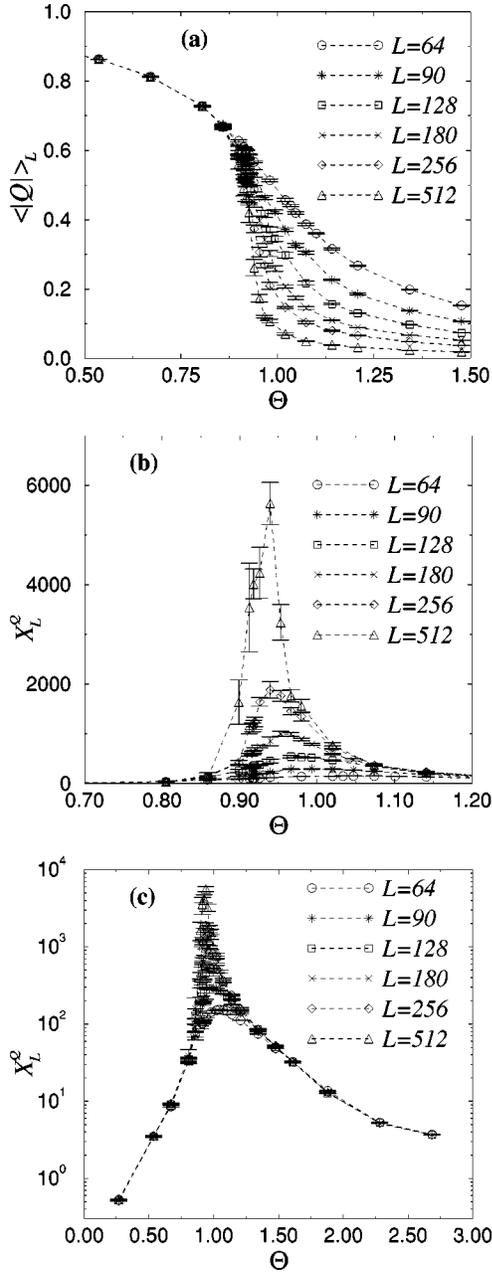 (a)
L=64
L=90
L=128
L=180
L=256
L=512
<|Q|>_L
1.0
0.8
0.6
0.4
0.2
0.0
0.50 0.75 1.00 1.25 1.50
Θ
(b)
L=64
L=90
L=128
L=180
L=256
L=512
X_L^Q
6000
4000
2000
0
0.70 0.80 0.90 1.00 1.10 1.20
Θ
(c)
L=64
L=90
L=128
L=180
L=256
L=512
X_L^Q
10^4
10^3
10^2
10^1
10^0
0.00 0.50 1.00 1.50 2.00 2.50 3.00
Θ